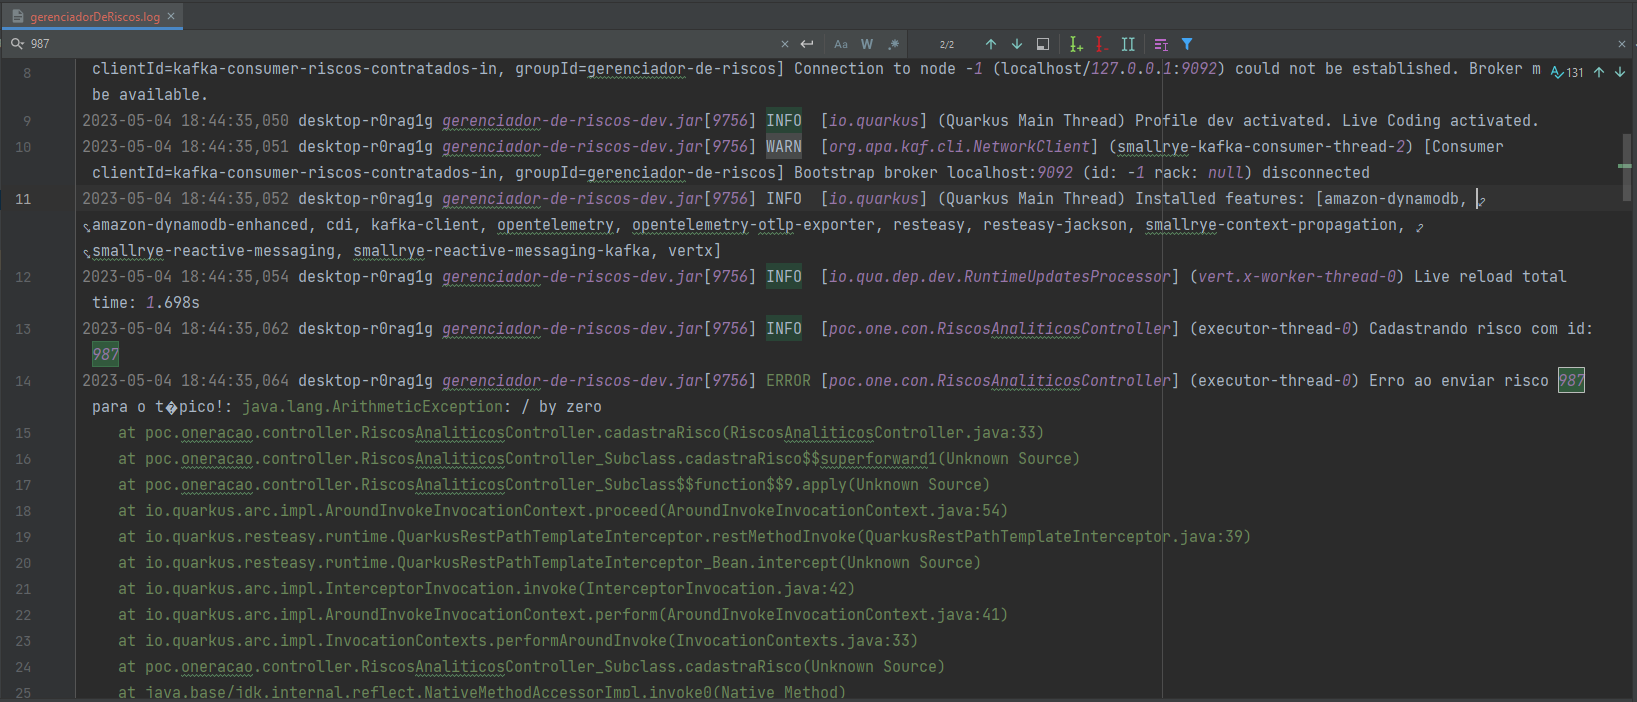 gerenciadorDeRiscos.log
987
Aa W .*
2/2
8 clientId=kafka-consumer-riscos-contratados-in, groupId=gerenciador-de-riscos] Connection to node -1 (localhost/127.0.0.1:9092) could not be established. Broker m
131
be available.
9 2023-05-04 18:44:35,050 desktop-r0rag1g gerenciador-de-riscos-dev.jar[9756] INFO [io.quarkus] (Quarkus Main Thread) Profile dev activated. Live Coding activated.
10 2023-05-04 18:44:35,051 desktop-r0rag1g gerenciador-de-riscos-dev.jar[9756] WARN [org.apa.kaf.cli.NetworkClient] (smallrye-kafka-consumer-thread-2) [Consumer
clientId=kafka-consumer-riscos-contratados-in, groupId=gerenciador-de-riscos] Bootstrap broker localhost:9092 (id: -1 rack: null) disconnected
11 2023-05-04 18:44:35,052 desktop-r0rag1g gerenciador-de-riscos-dev.jar[9756] INFO [io.quarkus] (Quarkus Main Thread) Installed features: [amazon-dynamodb,
amazon-dynamodb-enhanced, cdi, kafka-client, opentelemetry, opentelemetry-otlp-exporter, resteasy, resteasy-jackson, smallrye-context-propagation,
smallrye-reactive-messaging, smallrye-reactive-messaging-kafka, vertx]
12 2023-05-04 18:44:35,054 desktop-r0rag1g gerenciador-de-riscos-dev.jar[9756] INFO [io.qua.dep.dev.RuntimeUpdatesProcessor] (vert.x-worker-thread-0) Live reload total
time: 1.698s
13 2023-05-04 18:44:35,062 desktop-r0rag1g gerenciador-de-riscos-dev.jar[9756] INFO [poc.one.con.RiscosAnaliticosController] (executor-thread-0) Cadastrando risco com id:
987
14 2023-05-04 18:44:35,064 desktop-r0rag1g gerenciador-de-riscos-dev.jar[9756] ERROR [poc.one.con.RiscosAnaliticosController] (executor-thread-0) Erro ao enviar risco 987
para o t�pico!: java.lang.ArithmeticException: / by zero
15 at poc.oneracao.controller.RiscosAnaliticosController.cadastraRisco(RiscosAnaliticosController.java:33)
16 at poc.oneracao.controller.RiscosAnaliticosController_Subclass.cadastraRisco$$superforward1(Unknown Source)
17 at poc.oneracao.controller.RiscosAnaliticosController_Subclass$$function$$9.apply(Unknown Source)
18 at io.quarkus.arc.impl.AroundInvokeInvocationContext.proceed(AroundInvokeInvocationContext.java:54)
19 at io.quarkus.resteasy.runtime.QuarkusRestPathTemplateInterceptor.restMethodInvoke(QuarkusRestPathTemplateInterceptor.java:39)
20 at io.quarkus.resteasy.runtime.QuarkusRestPathTemplateInterceptor_Bean.intercept(Unknown Source)
21 at io.quarkus.arc.impl.InterceptorInvocation.invoke(InterceptorInvocation.java:42)
22 at io.quarkus.arc.impl.AroundInvokeInvocationContext.perform(AroundInvokeInvocationContext.java:41)
23 at io.quarkus.arc.impl.InvocationContexts.performAroundInvoke(InvocationContexts.java:33)
24 at poc.oneracao.controller.RiscosAnaliticosController_Subclass.cadastraRisco(Unknown Source)
25 at java.base/jdk.internal.reflect.NativeMethodAccessorImpl.invoke0(Native Method)